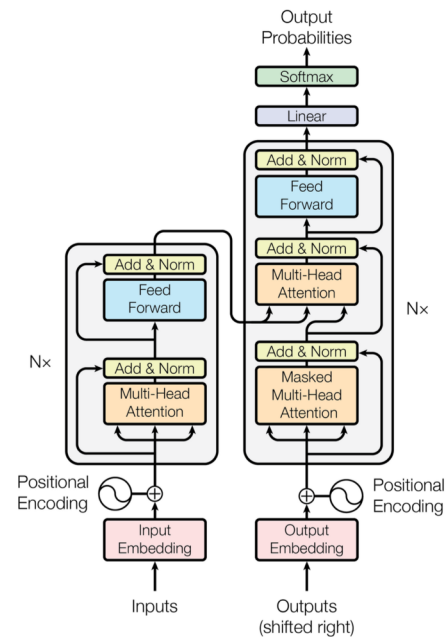 Output
Probabilities
Softmax
Linear
Add & Norm
Feed
Forward
Add & Norm
Multi-Head
Attention
Add & Norm
Masked
Multi-Head
Attention
N×
Add & Norm
Feed
Forward
Add & Norm
Multi-Head
Attention
N×
Positional
Encoding
Positional
Encoding
Input
Embedding
Output
Embedding
Inputs
Outputs
(shifted right)